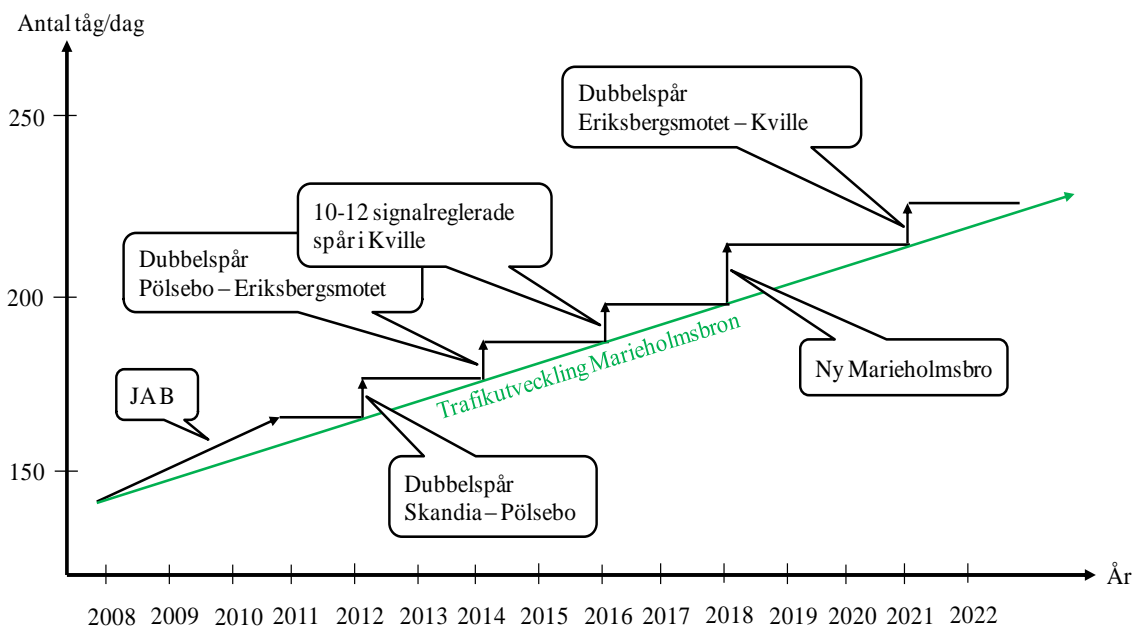 Antal tåg/dag
250
200
150
Dubbelspår
Eriksbergsmotet – Kville
10-12 signalreglerade
spår i Kville
Dubbelspår
Pölsebo – Eriksbergsmotet
JAB
Trafikutveckling Marieholmsbron
Ny Marieholmsbro
Dubbelspår
Skandia – Pölsebo
År
2008 2009 2010 2011 2012 2013 2014 2015 2016 2017 2018 2019 2020 2021 2022